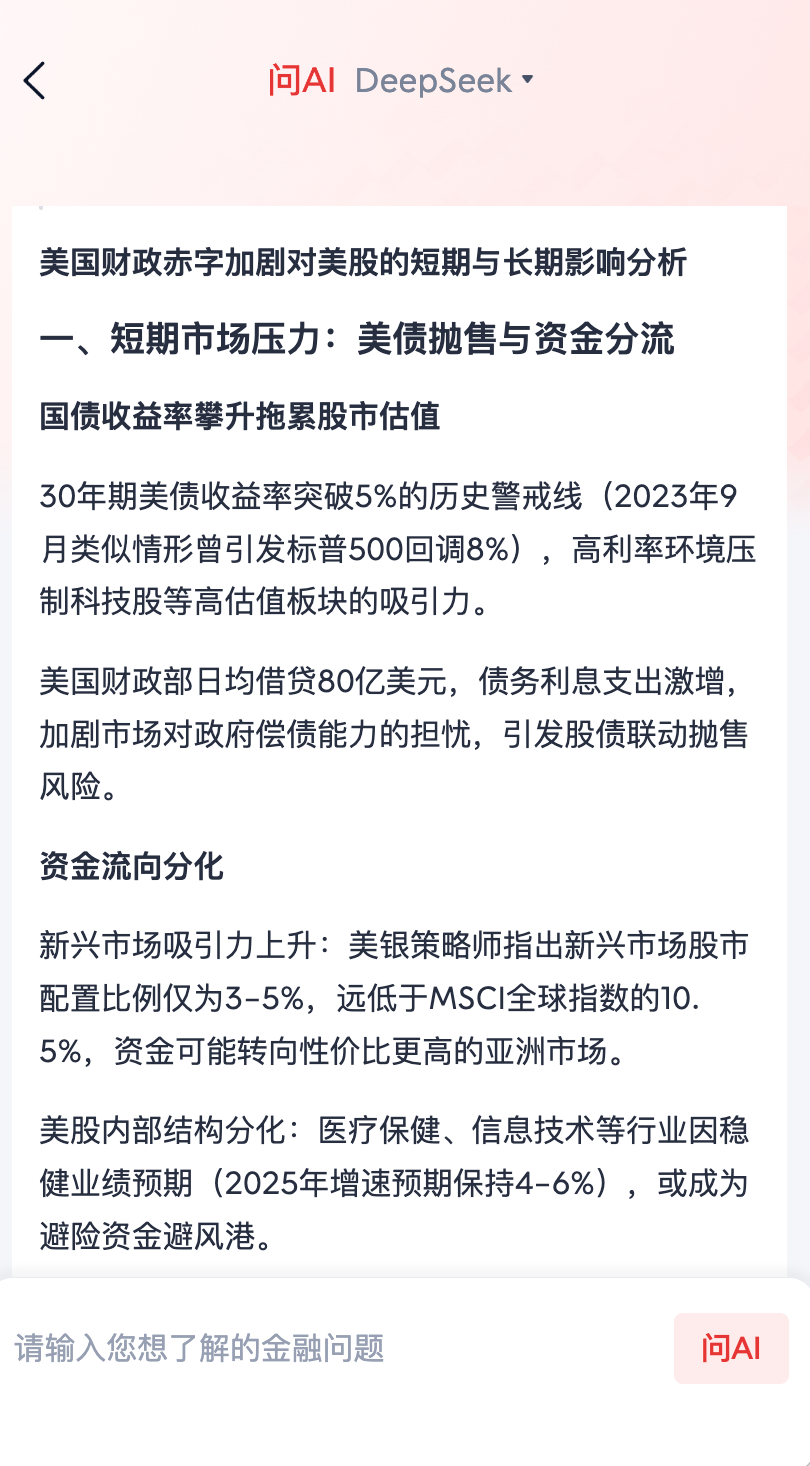 问AI DeepSeek
美国财政赤字加剧对美股的短期与长期影响分析
一、短期市场压力：美债抛售与资金分流
国债收益率攀升拖累股市估值
30年期美债收益率突破5%的历史警戒线（2023年9
月类似情形曾引发标普500回调8%），高利率环境压
制科技股等高估值板块的吸引力。
美国财政部日均借贷80亿美元，债务利息支出激增，
加剧市场对政府偿债能力的担忧，引发股债联动抛售
风险。
资金流向分化
新兴市场吸引力上升：美银策略师指出新兴市场股市
配置比例仅为3-5%，远低于MSCI全球指数的10.
5%，资金可能转向性价比更高的亚洲市场。
美股内部结构分化：医疗保健、信息技术等行业因稳
健业绩预期（2025年增速预期保持4-6%），或成为
避险资金避风港。
请输入您想了解的金融问题
问AI